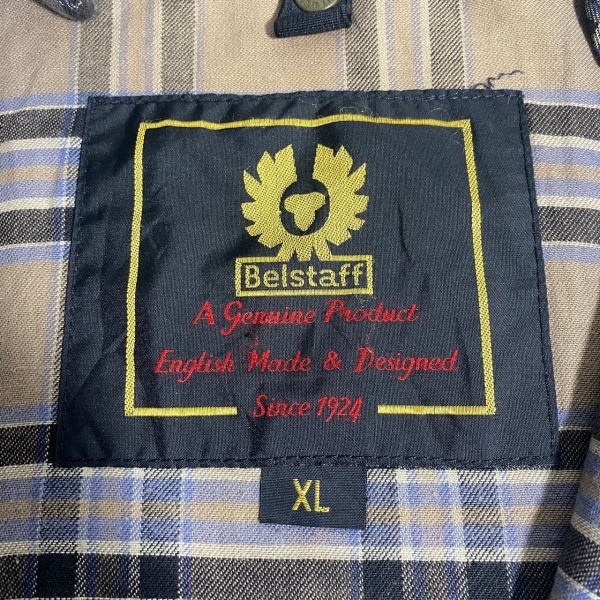 Belstaff
A Genuine Product
English Made & Designed
Since 1924
XL